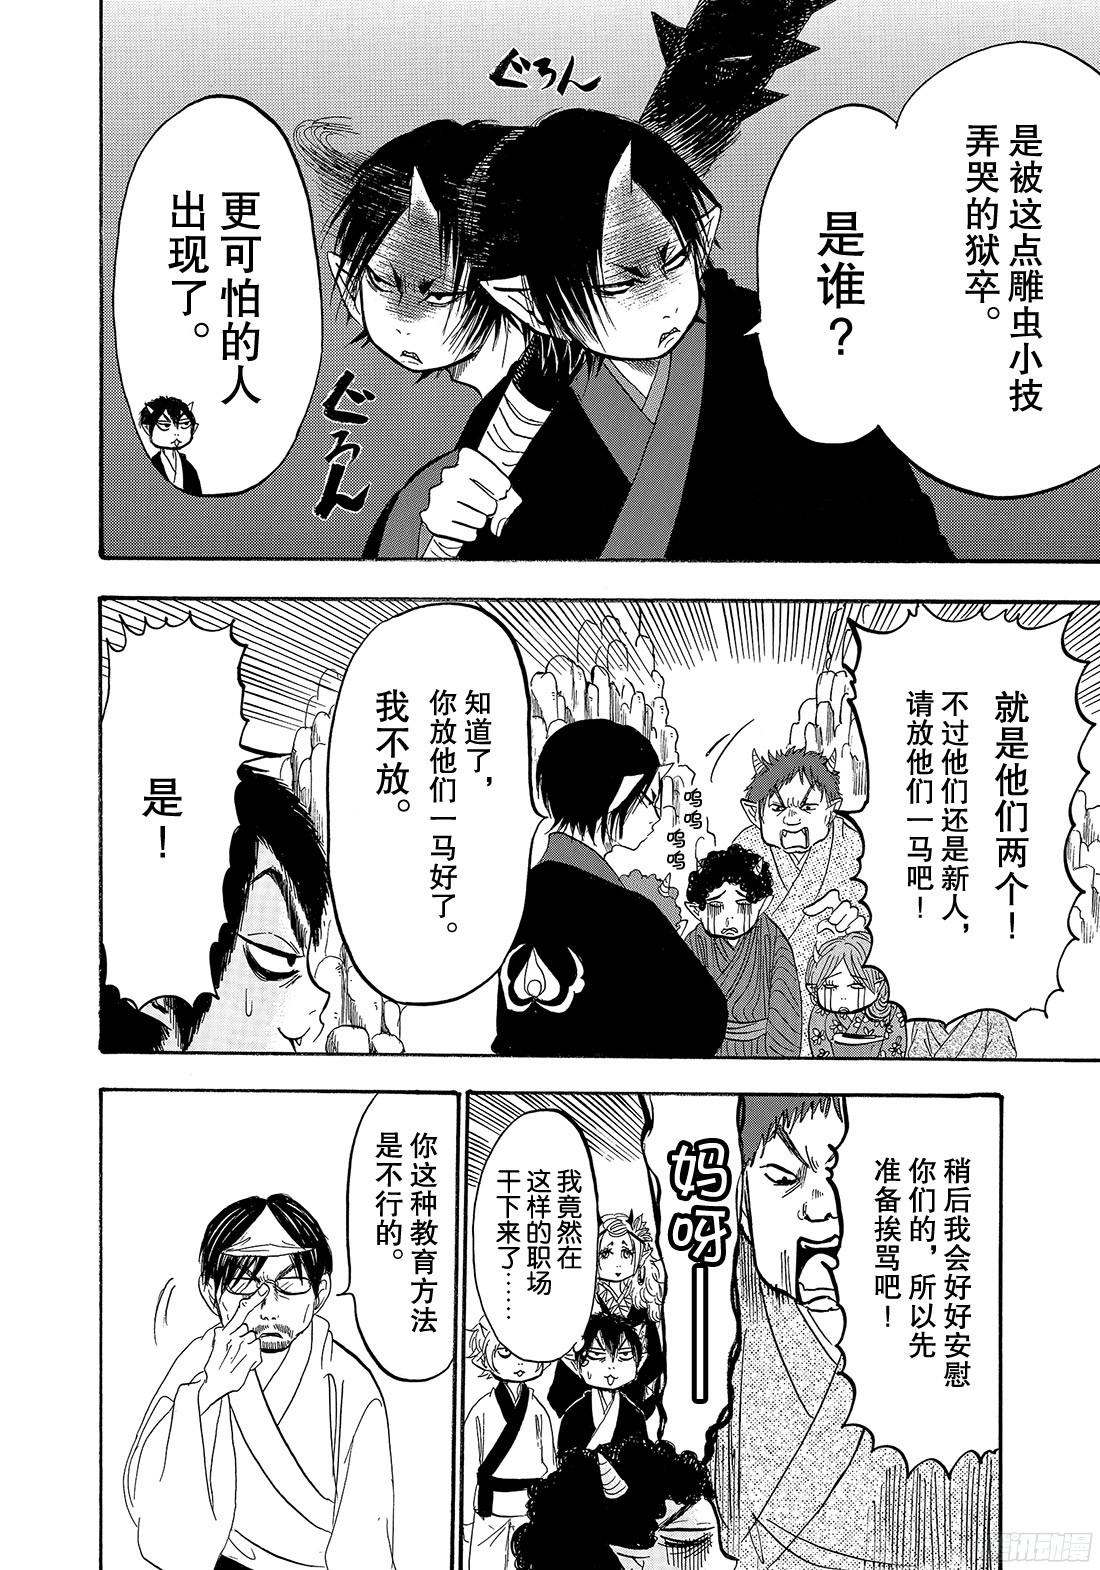 是被这点雕虫小技
弄哭的狱卒。
是谁？
ぐろん
ぐろん
更可怕的人
出现了。
就是他们两个！
不过他们还是新人，
请放他们一马吧！
呜呜
呜呜
知道了，
你放他们一马好了。
我不放。
是！
稍后我会好好安慰
你们的，所以先
准备挨骂吧！
妈呀——
我竟然在
这样的职场
干下来了……
你这种教育方法
是不行的。